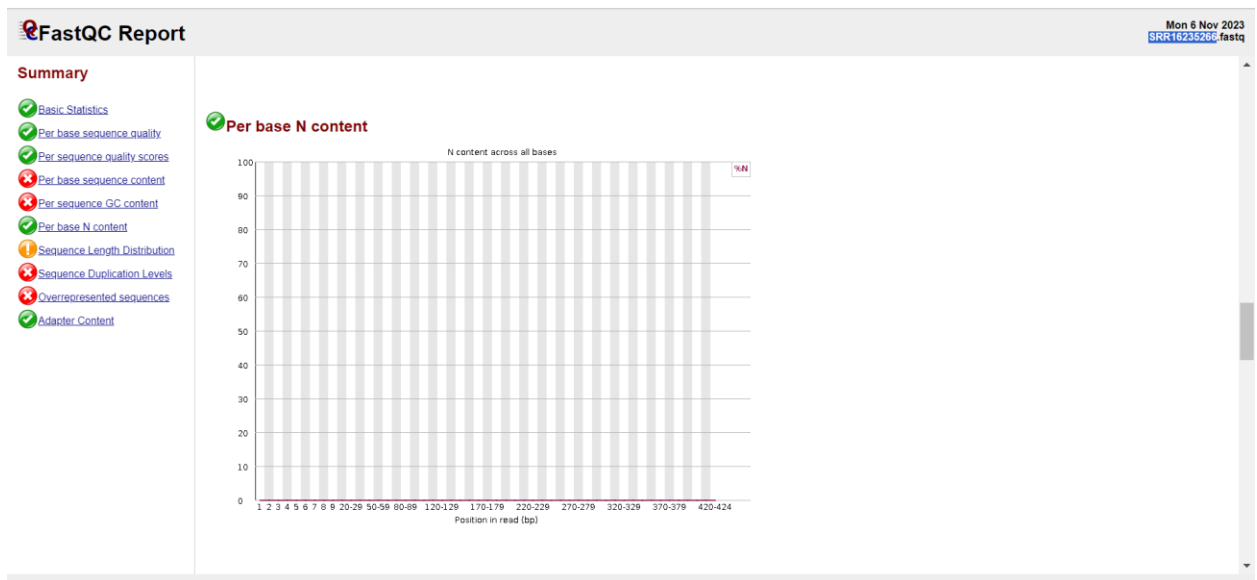 FastQC Report
Mon 6 Nov 2023
SRR16235266.fastq
Summary
Basic Statistics
Per base sequence quality
Per sequence quality scores
Per base sequence content
Per sequence GC content
Per base N content
Sequence Length Distribution
Sequence Duplication Levels
Overrepresented sequences
Adapter Content
Per base N content
N content across all bases
%N
100
90
80
70
60
50
40
30
20
10
0
1 2 3 4 5 6 7 8 9 20-29 50-59 80-89 120-129 170-179 220-229 270-279 320-329 370-379 420-424
Position in read (bp)